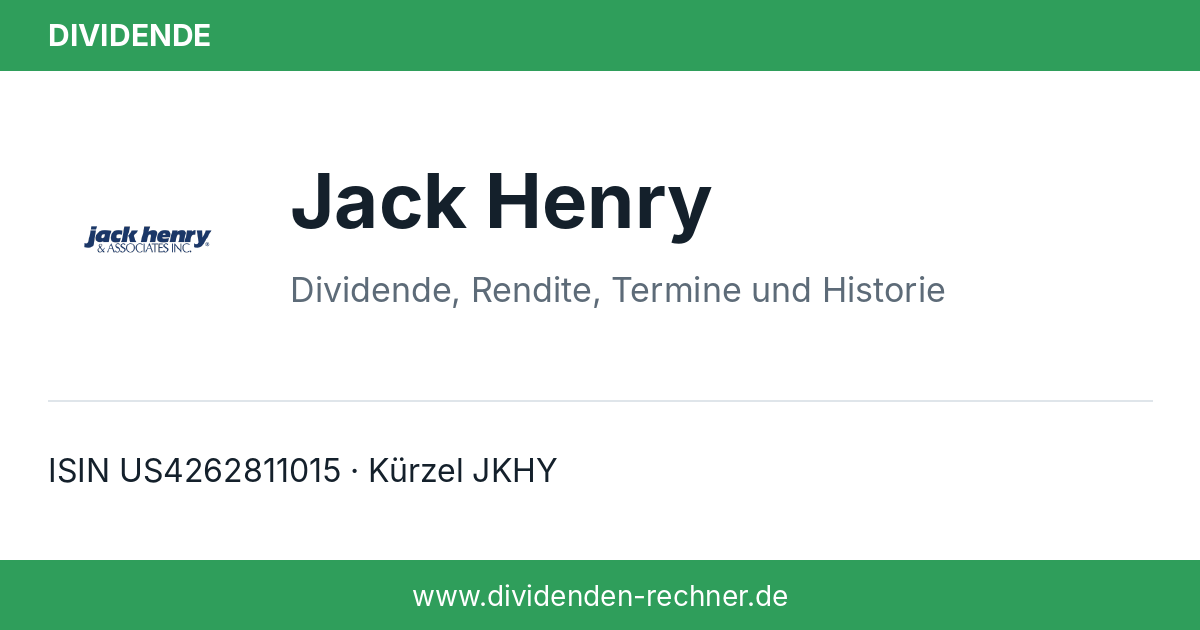 DIVIDENDE
jack henry
& ASSOCIATES INC.
Jack Henry
Dividende, Rendite, Termine und Historie
ISIN US4262811015 · Kürzel JKHY
www.dividenden-rechner.de